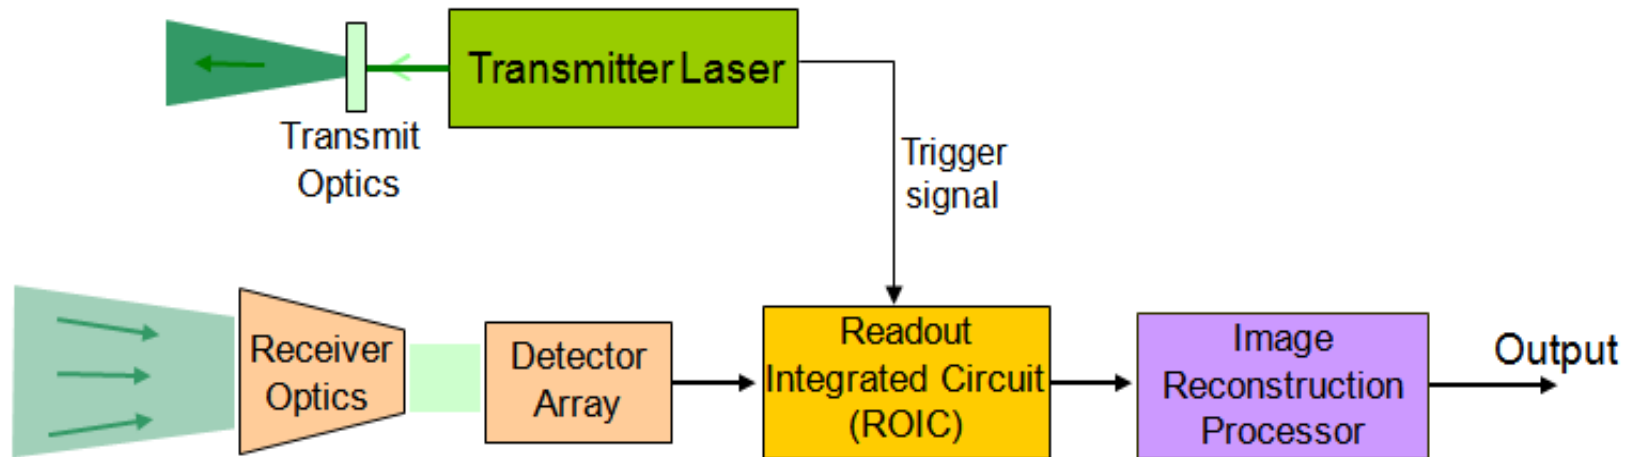 Transmitter Laser
Transmit
Optics
Trigger
signal
Receiver
Optics
Detector
Array
Readout
Integrated Circuit
(ROIC)
Image
Reconstruction
Processor
Output